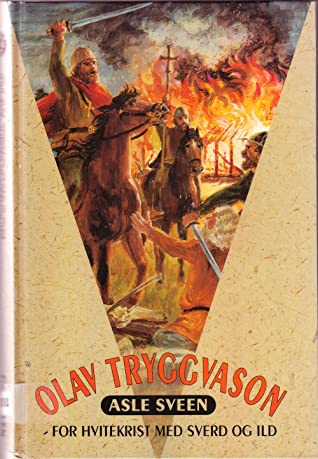 OLAV TRYGGVASON
ASLE SVEEN
- FOR HVITEKRIST MED SVERD OG ILD